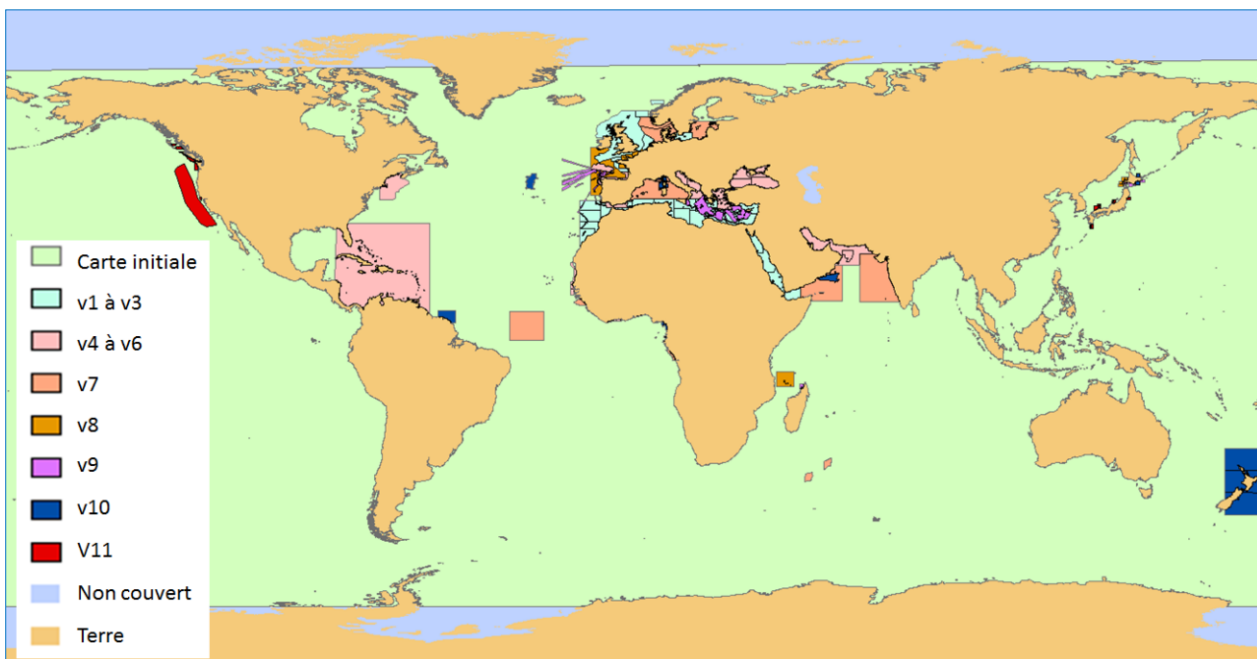 Carte initiale
v1 à v3
v4 à v6
v7
v8
v9
v10
V11
Non couvert
Terre